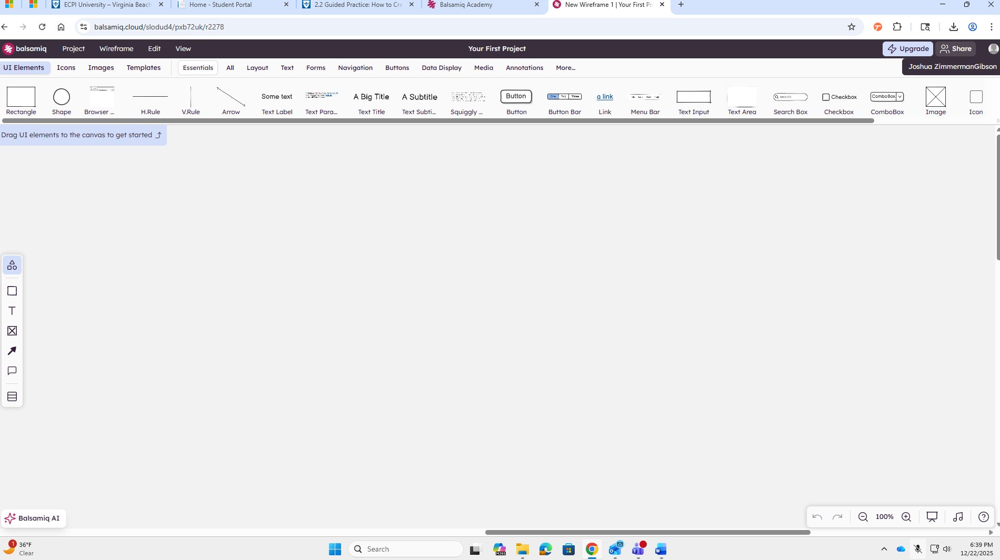 ECPI University – Virginia Beach
Home - Student Portal
2.2 Guided Practice: How to Cre
Balsamiq Academy
New Wireframe 1 | Your First Pr
balsamiq.cloud/slodud4/pxb72uk/r2278
balsamiq
Project
Wireframe
Edit
View
Your First Project
Upgrade
Share
UI Elements
Icons
Images
Templates
Essentials
All
Layout
Text
Forms
Navigation
Buttons
Data Display
Media
Annotations
More...
Joshua ZimmermanGibson
Some text
A Big Title
A Subtitle
Button
One Two Three
a link
search
Checkbox
ComboBox
Rectangle
Shape
Browser ...
H.Rule
V.Rule
Arrow
Text Label
Text Para...
Text Title
Text Subti...
Squiggly ...
Button
Button Bar
Link
Menu Bar
Text Input
Text Area
Search Box
Checkbox
ComboBox
Image
Icon
Drag UI elements to the canvas to get started
T
Balsamiq AI
100%
1
36°F
Clear
Search
M365
6:39 PM
12/22/2025